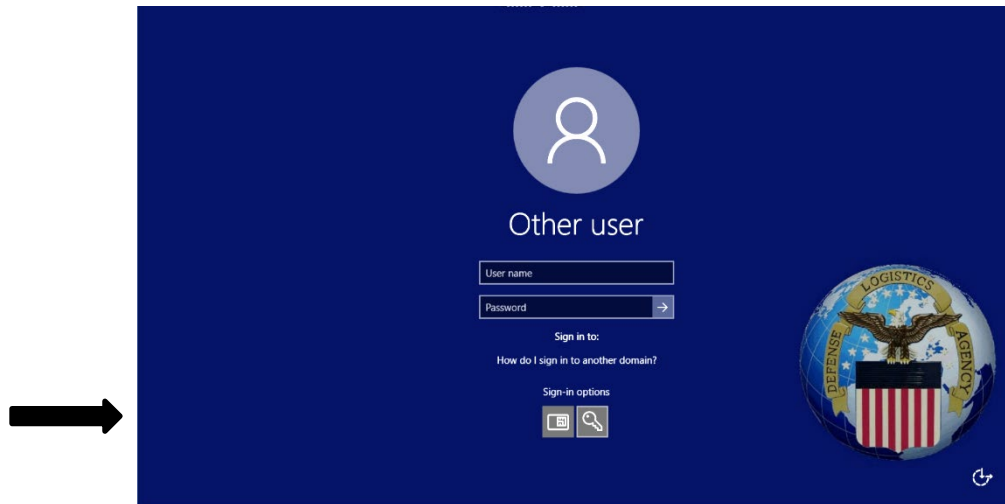 Other user
User name
Password
Sign in to:
How do I sign in to another domain?
Sign-in options
DEFENSE LOGISTICS AGENCY